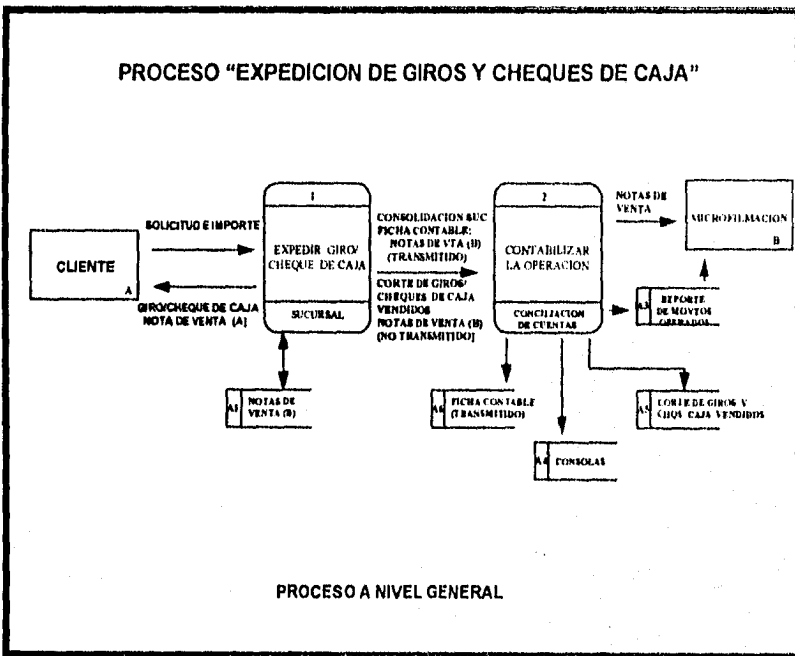 PROCESO "EXPEDICION DE GIROS Y CHEQUES DE CAJA"
CLIENTE
A
SOLICITUD E IMPORTE
GIRO/CHEQUE DE CAJA
NOTA DE VENTA (A)
1
EXPEDIR GIRO/
CHEQUE DE CAJA
SUCURSAL
CONSOLIDACION SUC
FICHA CONTABLE:
NOTAS DE VTA (B)
(TRANSMITIDO)
CORTE DE GIROS/
CHEQUES DE CAJA
VENDIDOS
NOTAS DE VENTA (B)
(NO TRANSMITIDO)
2
CONTABILIZAR
LA OPERACION
CONCILIACION
DE CUENTAS
NOTAS DE
VENTA
MICROFILMACION
B
A3 REPORTE
DE MOVTOS
OPERADOS
A1 NOTAS DE
VENTA (B)
A6 FICHA CONTABLE
(TRANSMITIDO)
A5 CORTE DE GIROS Y
CHQS CAJA VENDIDOS
A4 CONSOLAS
PROCESO A NIVEL GENERAL